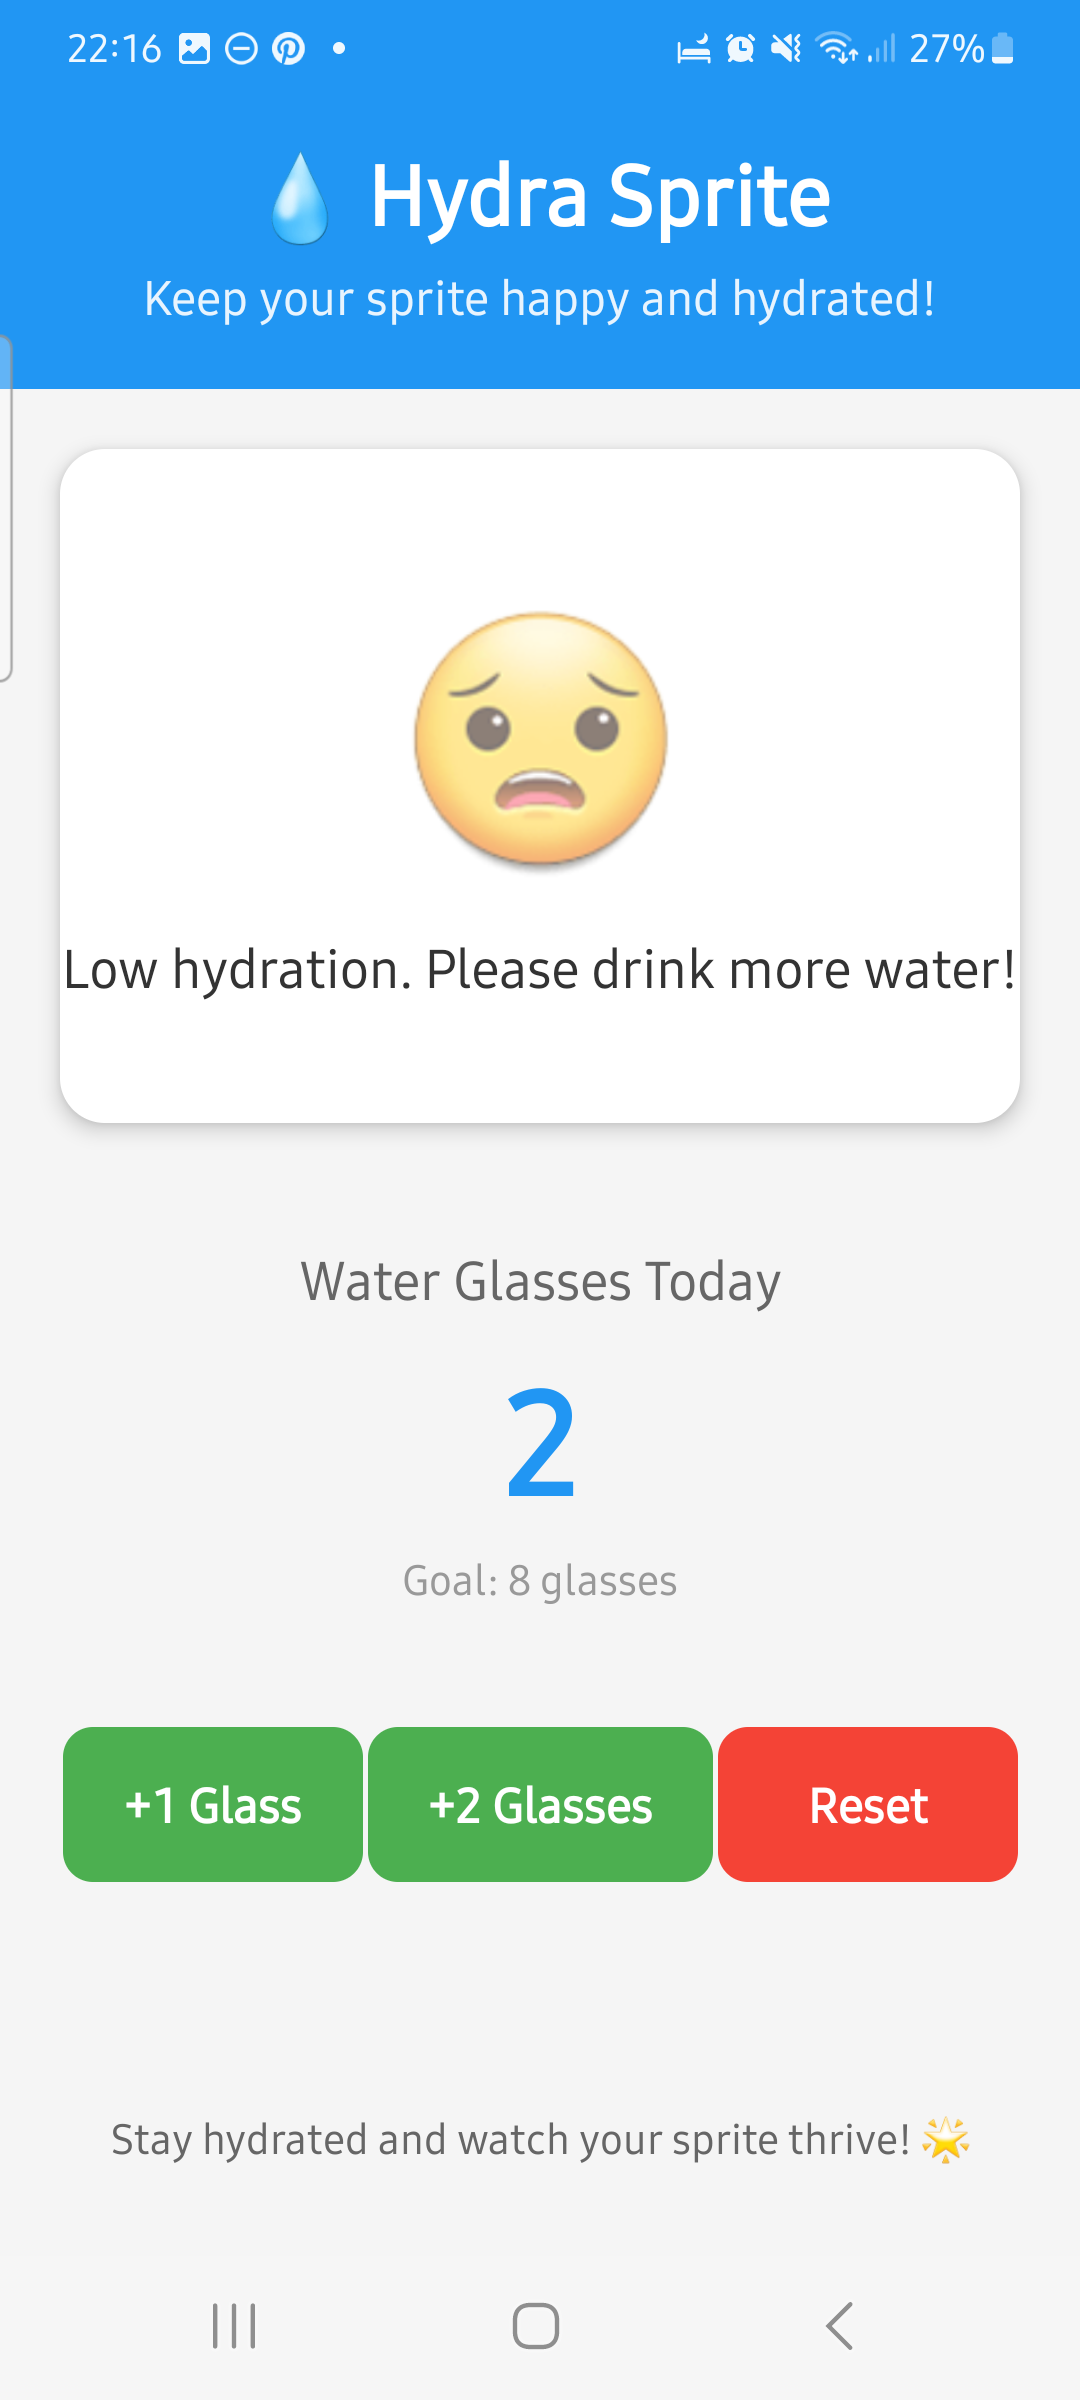 22:16 27%
Hydra Sprite
Keep your sprite happy and hydrated!
Low hydration. Please drink more water!
Water Glasses Today
2
Goal: 8 glasses
+1 Glass +2 Glasses Reset
Stay hydrated and watch your sprite thrive! 🌟